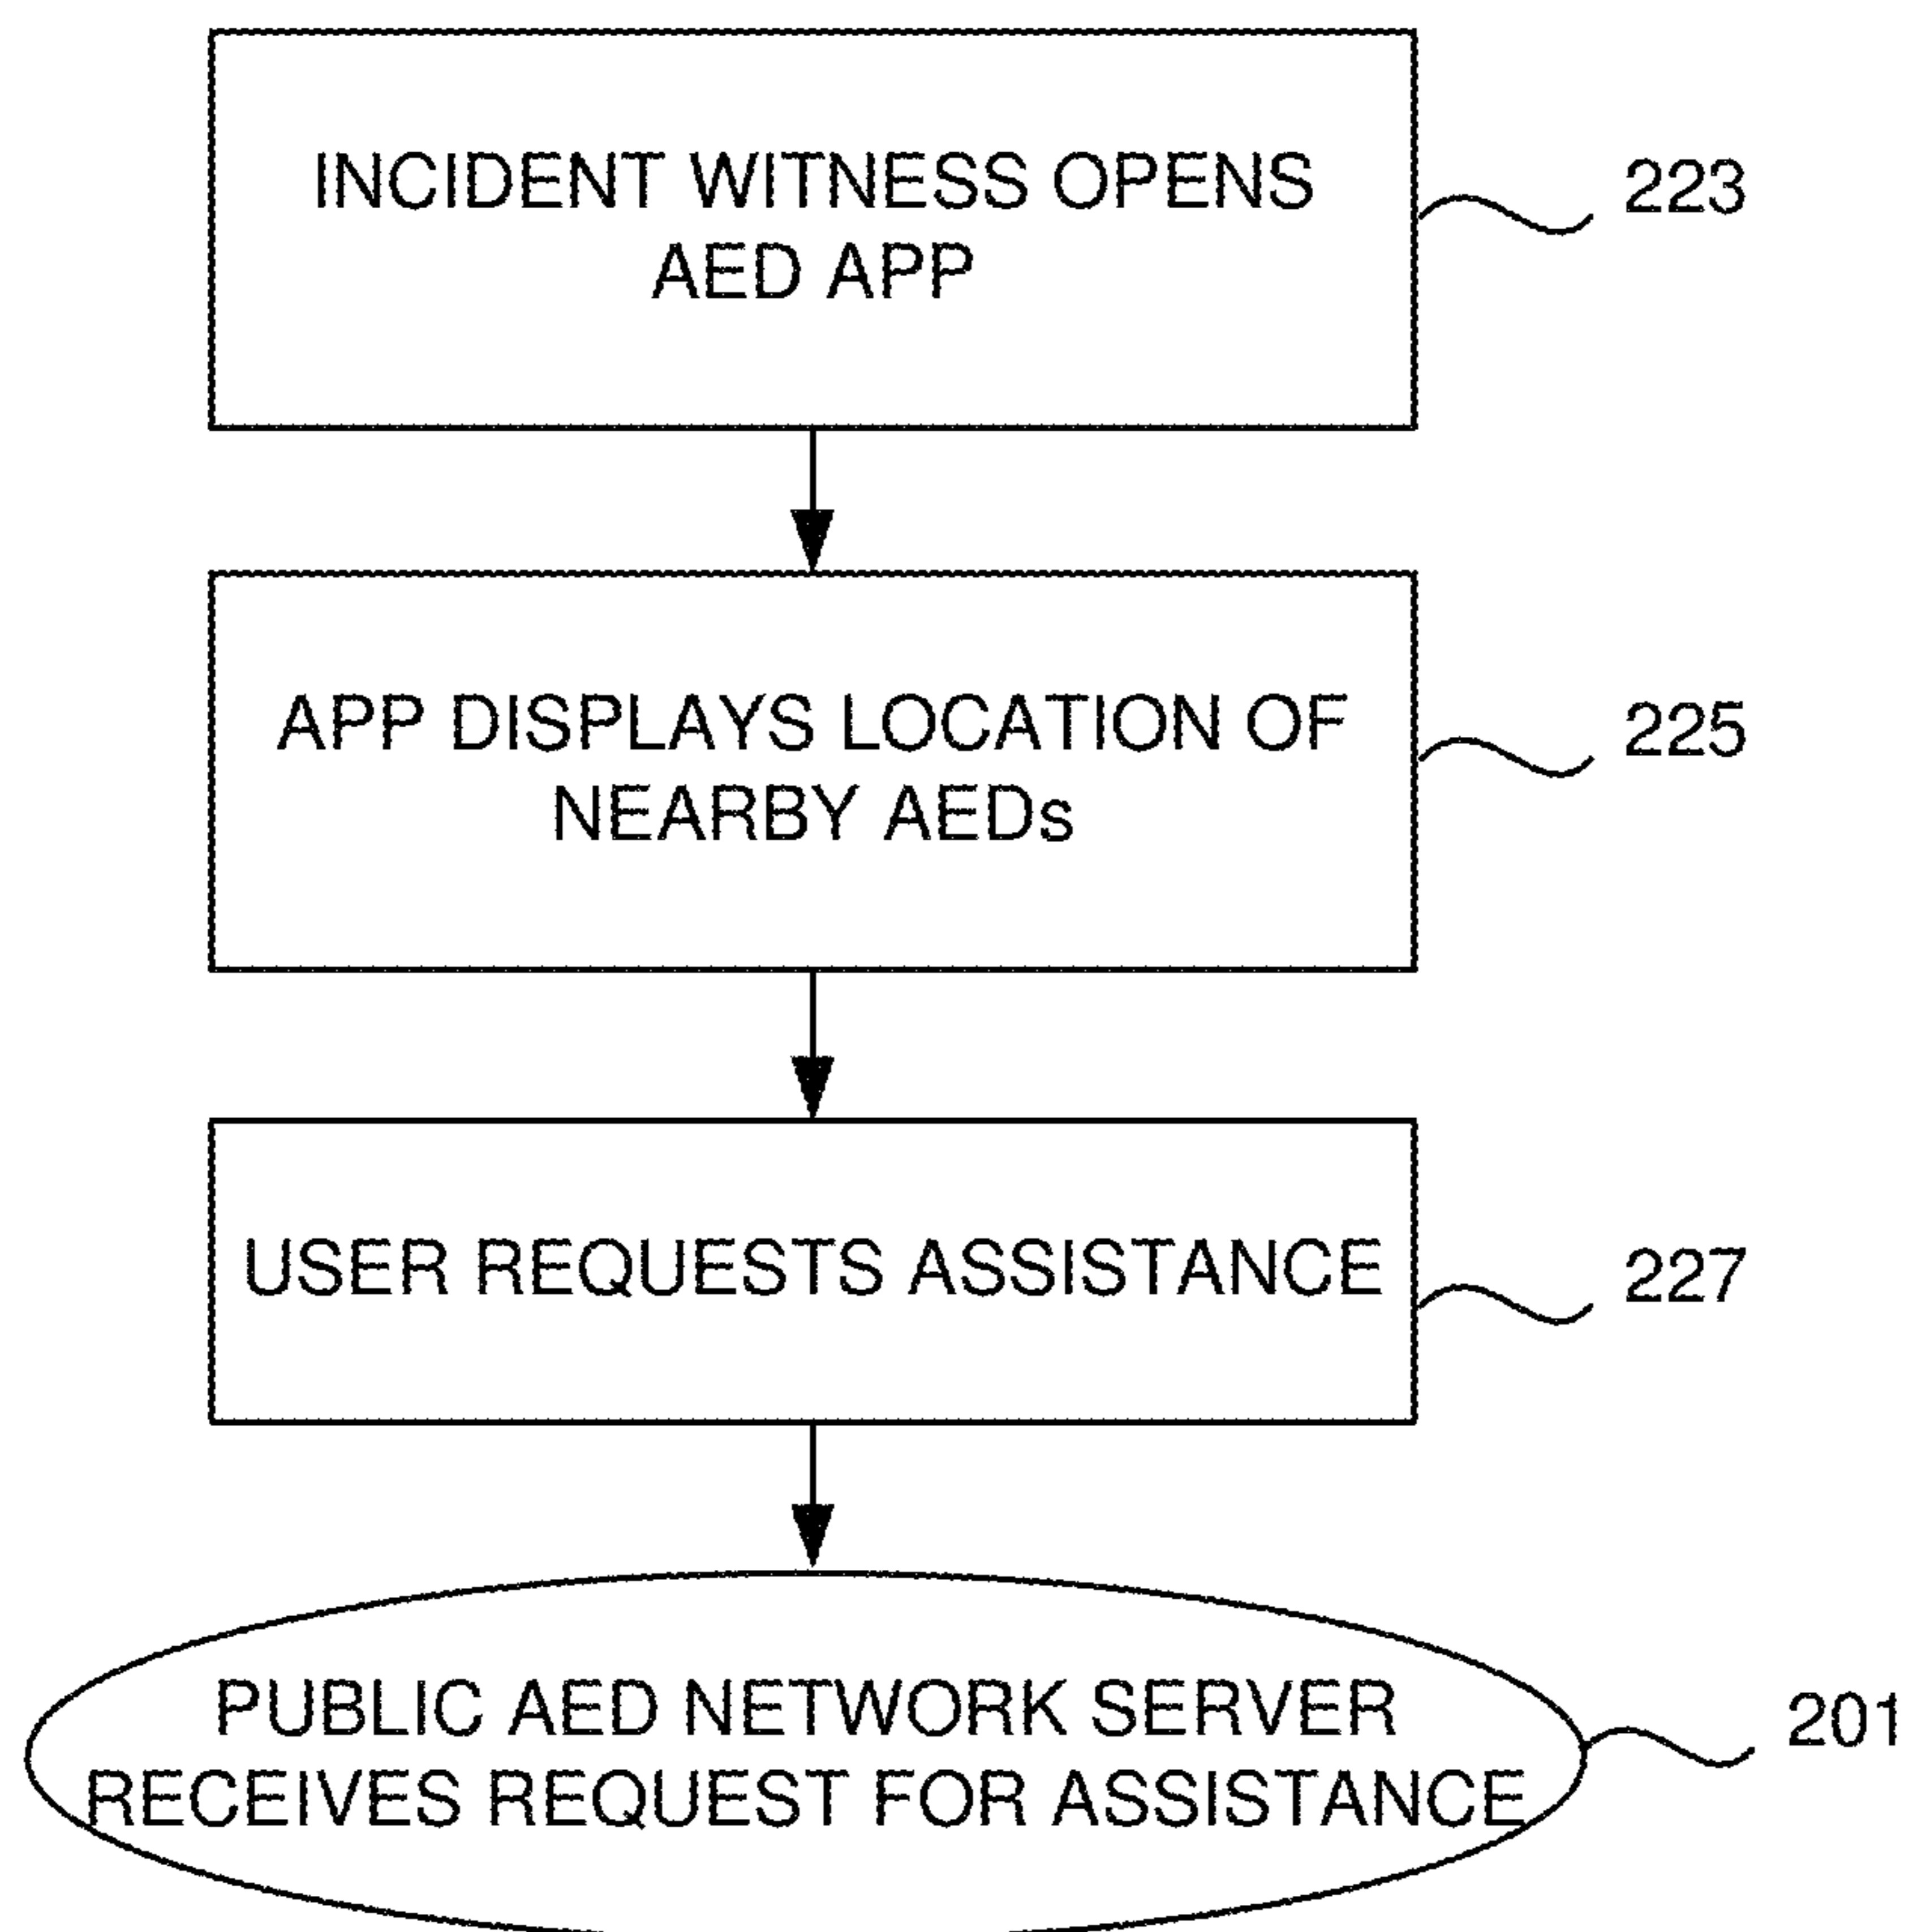 INCIDENT WITNESS OPENS
AED APP
223
APP DISPLAYS LOCATION OF
NEARBY AEDs
225
USER REQUESTS ASSISTANCE
227
PUBLIC AED NETWORK SERVER
RECEIVES REQUEST FOR ASSISTANCE
201